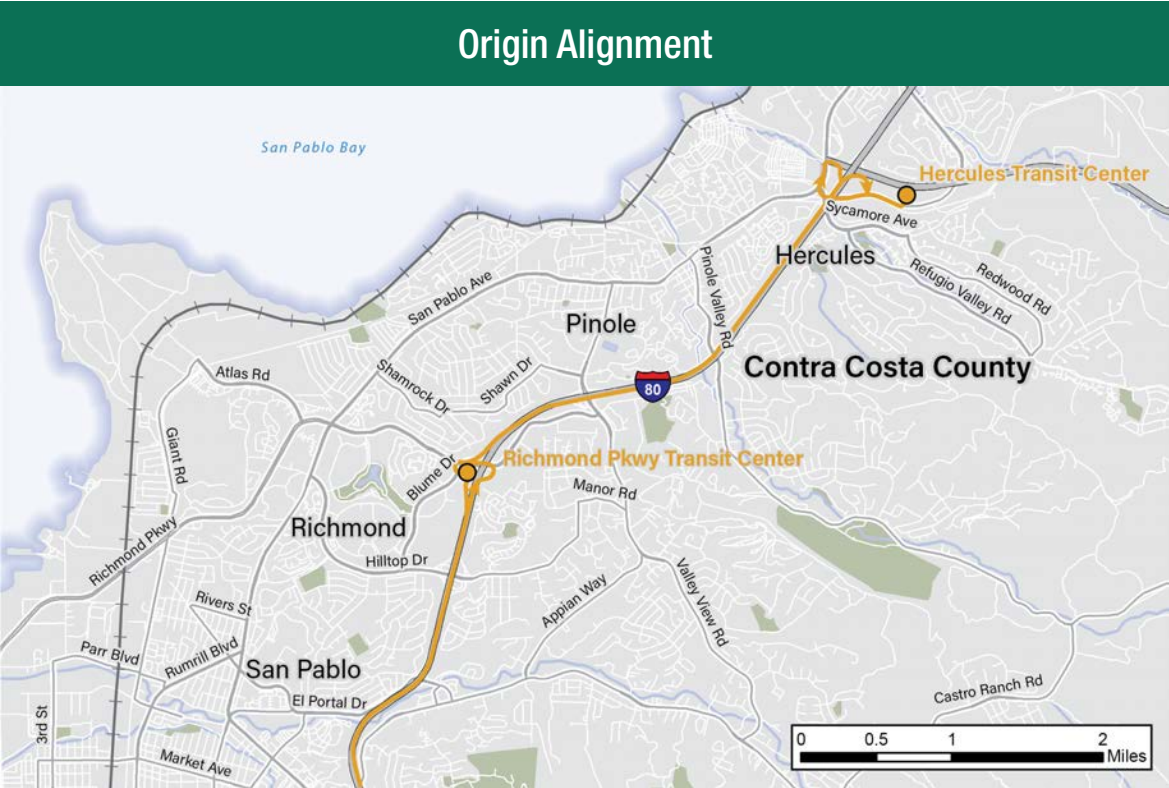 Origin Alignment
San Pablo Bay
Hercules Transit Center
Sycamore Ave
Hercules
Pinole Valley Rd
Refugio Valley Rd
Redwood Rd
San Pablo Ave
Pinole
Contra Costa County
Atlas Rd
Shamrock Dr
Shawn Dr
80
Giant Rd
Blume Dr
Richmond Pkwy Transit Center
Manor Rd
Richmond
Richmond Pkwy
Hilltop Dr
Appian Way
Valley View Rd
Rivers St
Rumrill Blvd
Parr Blvd
San Pablo
El Portal Dr
Castro Ranch Rd
3rd St
Market Ave
0 0.5 1 2
Miles